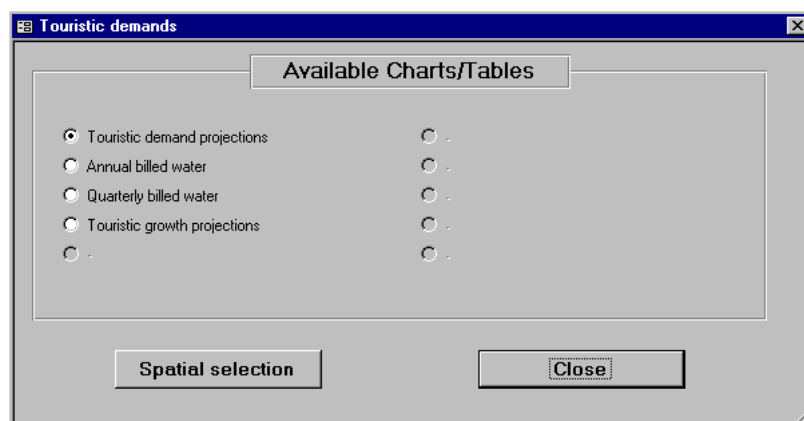 Touristic demands
Available Charts/Tables
Touristic demand projections
Annual billed water
Quarterly billed water
Touristic growth projections
-
-
-
-
-
-
Spatial selection
Close